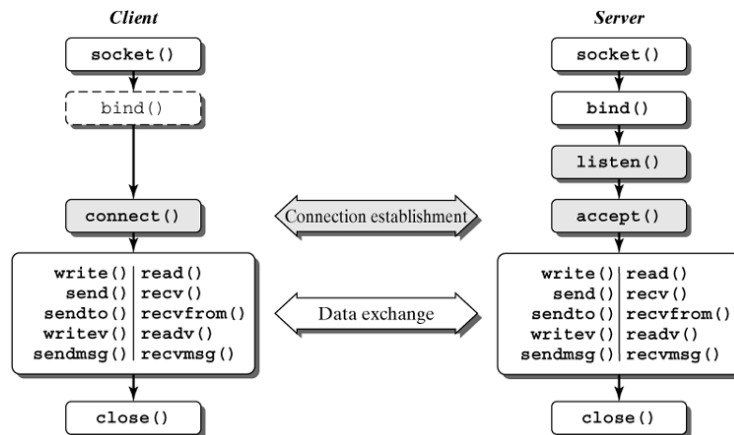 Client
Server
socket()
socket()
bind()
bind()
listen()
connect()
Connection establishment
accept()
write() read()
send() recv()
sendto() recvfrom()
writev() readv()
sendmsg() recvmsg()
Data exchange
write() read()
send() recv()
sendto() recvfrom()
writev() readv()
sendmsg() recvmsg()
close()
close()